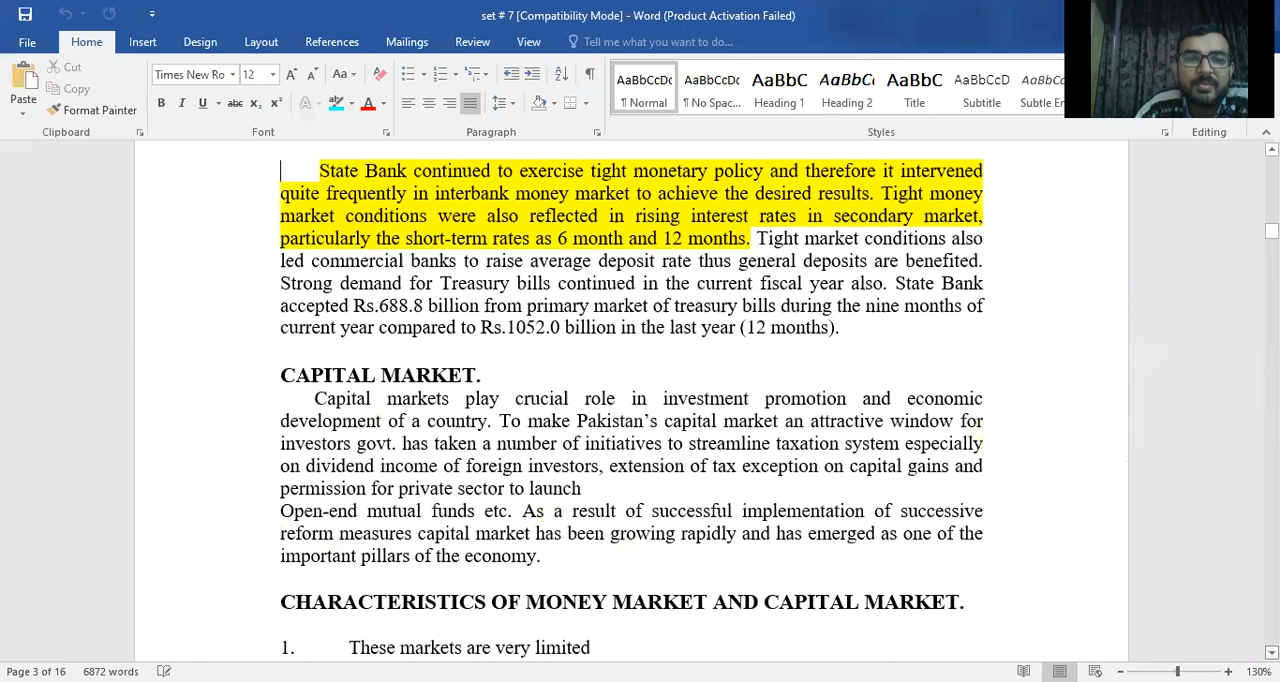 set # 7 [Compatibility Mode] - Word (Product Activation Failed)
File Home Insert Design Layout References Mailings Review View Tell me what you want to do...
Paste
Cut
Copy
Format Painter
Times New Ro 12
Aa
B I U abc X₂ X²
AaBbCcDc AaBbCcDc AaBbC AaBbCc AaBbC AaBbCcD AaBbCc
¶ Normal ¶ No Spac... Heading 1 Heading 2 Title Subtitle Subtle En
Clipboard Font Paragraph Styles Editing
State Bank continued to exercise tight monetary policy and therefore it intervened
quite frequently in interbank money market to achieve the desired results. Tight money
market conditions were also reflected in rising interest rates in secondary market,
particularly the short-term rates as 6 month and 12 months. Tight market conditions also
led commercial banks to raise average deposit rate thus general deposits are benefited.
Strong demand for Treasury bills continued in the current fiscal year also. State Bank
accepted Rs.688.8 billion from primary market of treasury bills during the nine months of
current year compared to Rs.1052.0 billion in the last year (12 months).
CAPITAL MARKET.
Capital markets play crucial role in investment promotion and economic
development of a country. To make Pakistan’s capital market an attractive window for
investors govt. has taken a number of initiatives to streamline taxation system especially
on dividend income of foreign investors, extension of tax exception on capital gains and
permission for private sector to launch
Open-end mutual funds etc. As a result of successful implementation of successive
reform measures capital market has been growing rapidly and has emerged as one of the
important pillars of the economy.
CHARACTERISTICS OF MONEY MARKET AND CAPITAL MARKET.
1. These markets are very limited
Page 3 of 16 6872 words 130%